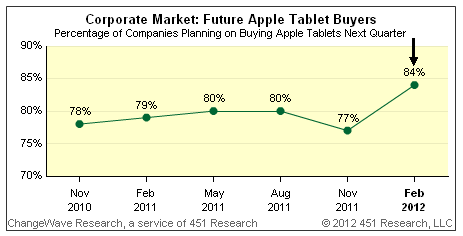 Corporate Market: Future Apple Tablet Buyers
Percentage of Companies Planning on Buying Apple Tablets Next Quarter
90%
85%
80%
75%
70%
78%
79%
80%
80%
77%
84%
Nov 2010
Feb 2011
May 2011
Aug 2011
Nov 2011
Feb 2012
ChangeWave Research, a service of 451 Research
© 2012 451 Research, LLC